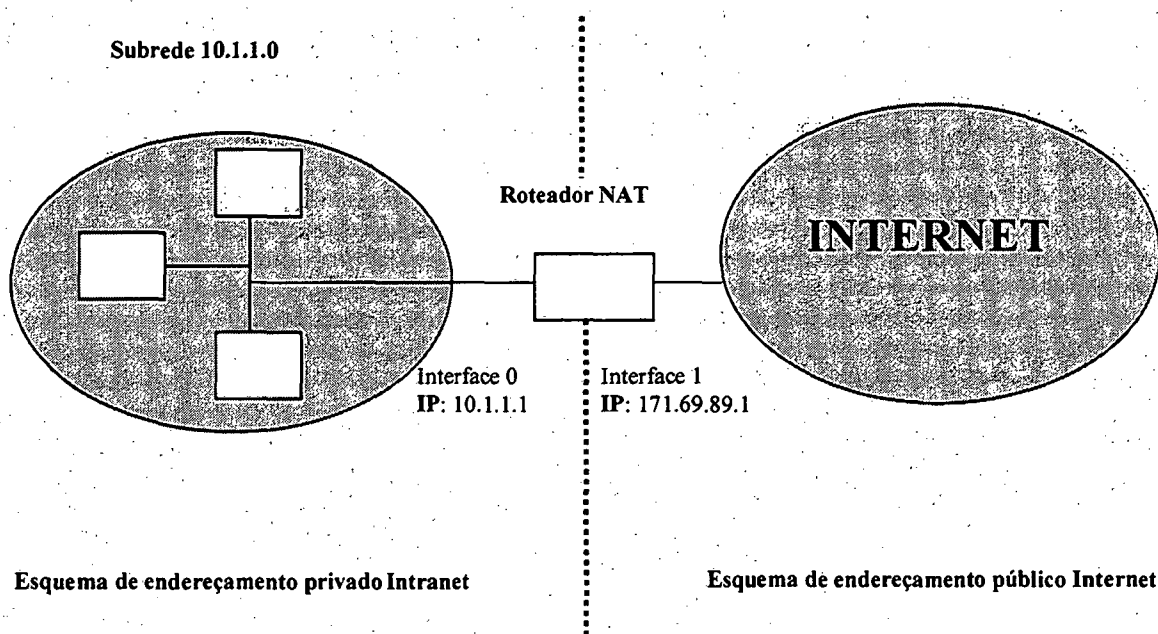 Subrede 10.1.1.0
Roteador NAT
INTERNET
Interface 0
IP: 10.1.1.1
Interface 1
IP: 171.69.89.1
Esquema de endereçamento privado Intranet
Esquema de endereçamento público Internet